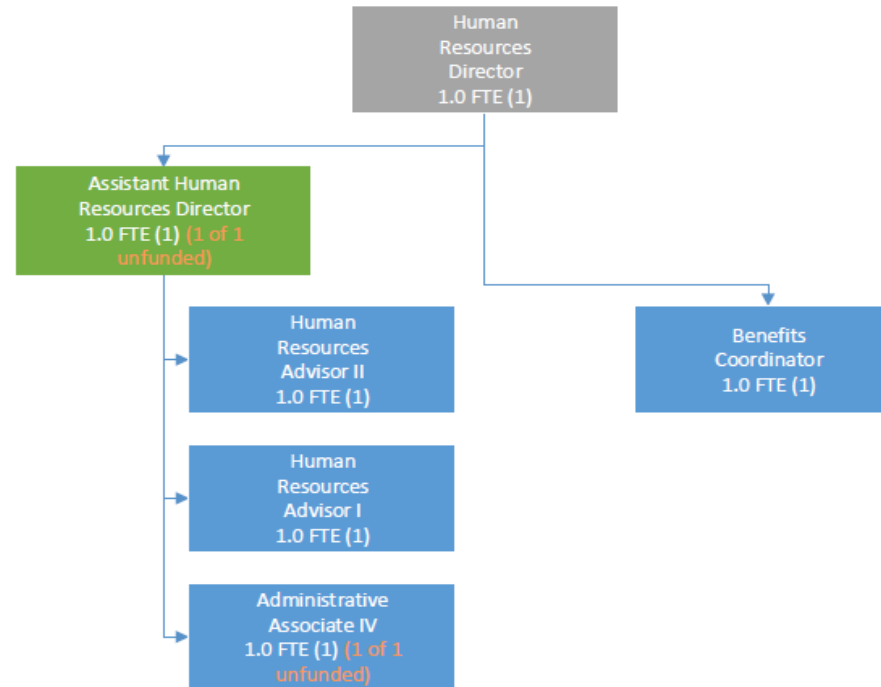 Human
Resources
Director
1.0 FTE (1)
Assistant Human
Resources Director
1.0 FTE (1) (1 of 1
unfunded)
Human
Resources
Advisor II
1.0 FTE (1)
Benefits
Coordinator
1.0 FTE (1)
Human
Resources
Advisor I
1.0 FTE (1)
Administrative
Associate IV
1.0 FTE (1) (1 of 1
unfunded)